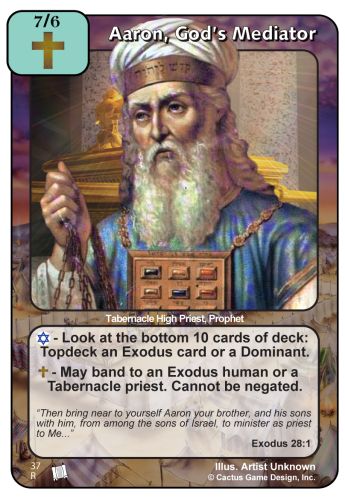 7/6
Aaron, God's Mediator
קדש ליהוה
Tabernacle High Priest, Prophet
- Look at the bottom 10 cards of deck:
Topdeck an Exodus card or a Dominant.
- May band to an Exodus human or a
Tabernacle priest. Cannot be negated.
"Then bring near to yourself Aaron your brother, and his sons
with him, from among the sons of Israel, to minister as priest
to Me..."
Exodus 28:1
37
R
Illus. Artist Unknown
© Cactus Game Design, Inc.